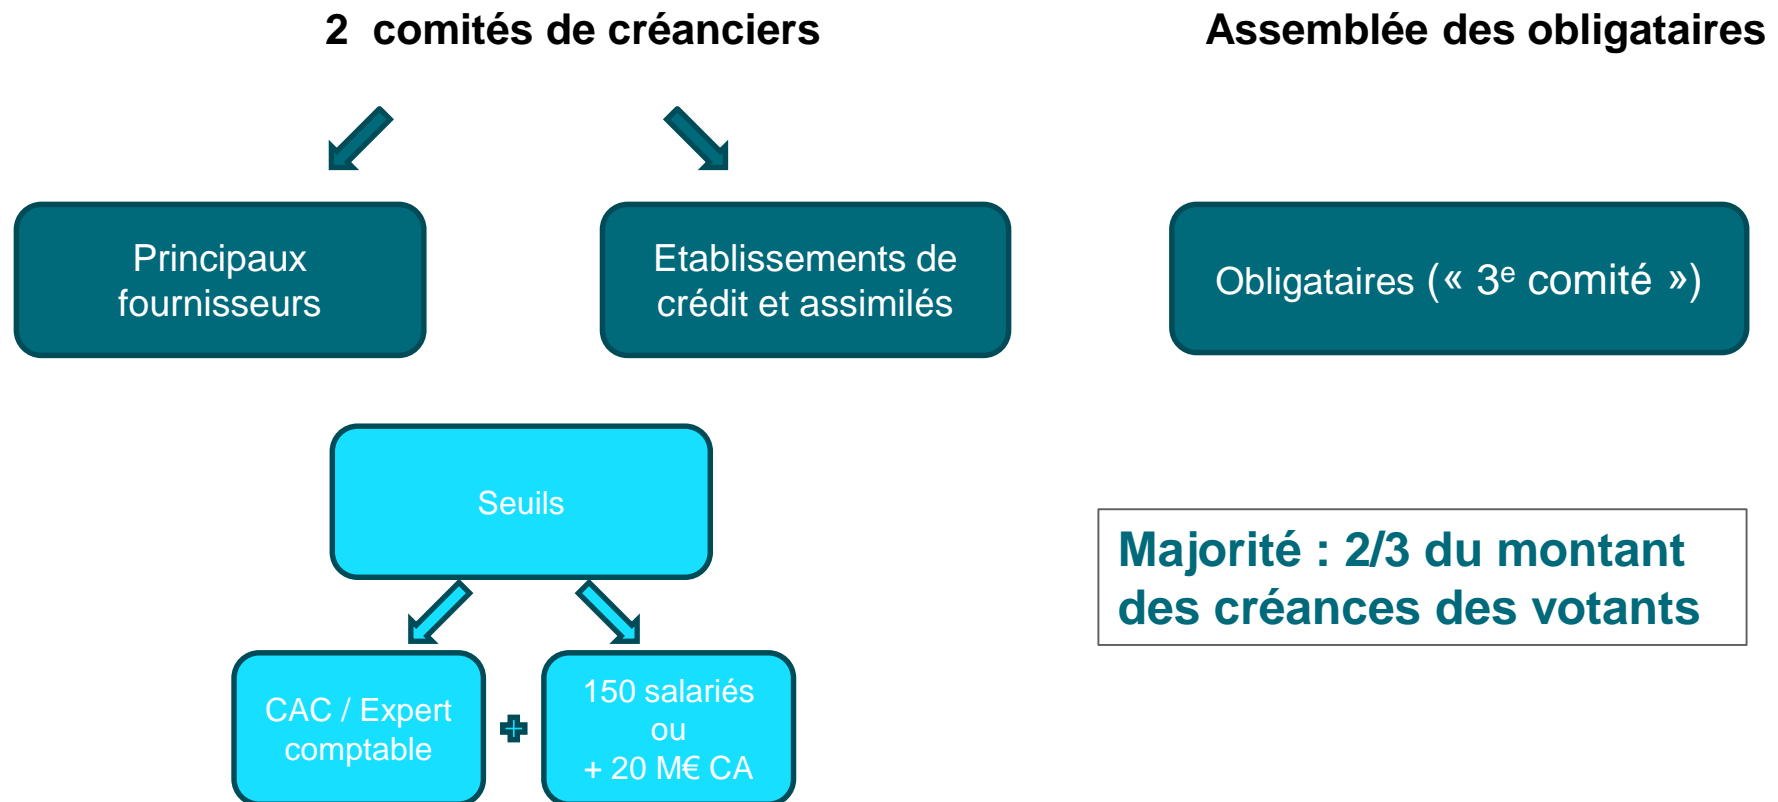 2 comités de créanciers
Assemblée des obligataires
Principaux
fournisseurs
Etablissements de
crédit et assimilés
Obligataires (« 3e comité »)
Seuils
Majorité : 2/3 du montant
des créances des votants
CAC / Expert
comptable
150 salariés
ou
+ 20 M€ CA